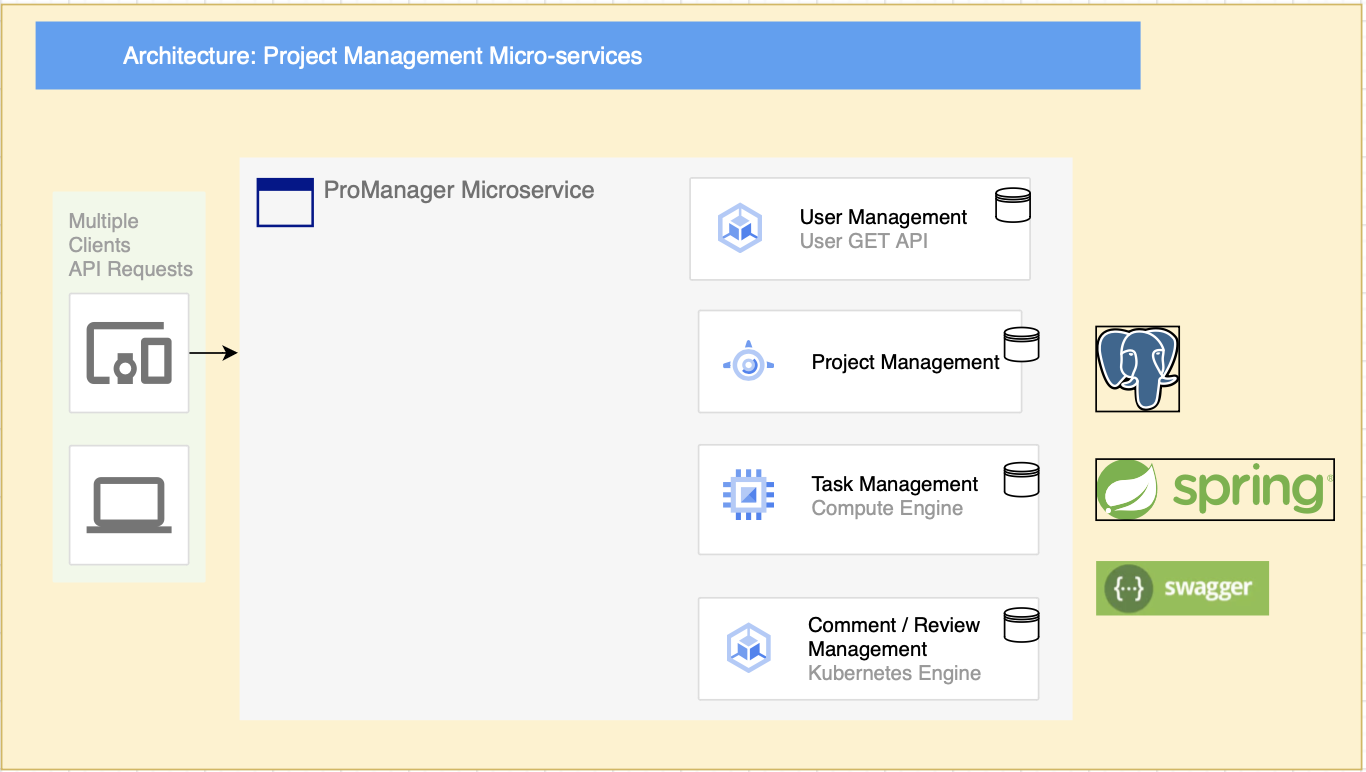 Architecture: Project Management Micro-services
Multiple
Clients
API Requests
ProManager Microservice
User Management
User GET API
Project Management
Task Management
Compute Engine
Comment / Review
Management
Kubernetes Engine
spring®
{···} swagger